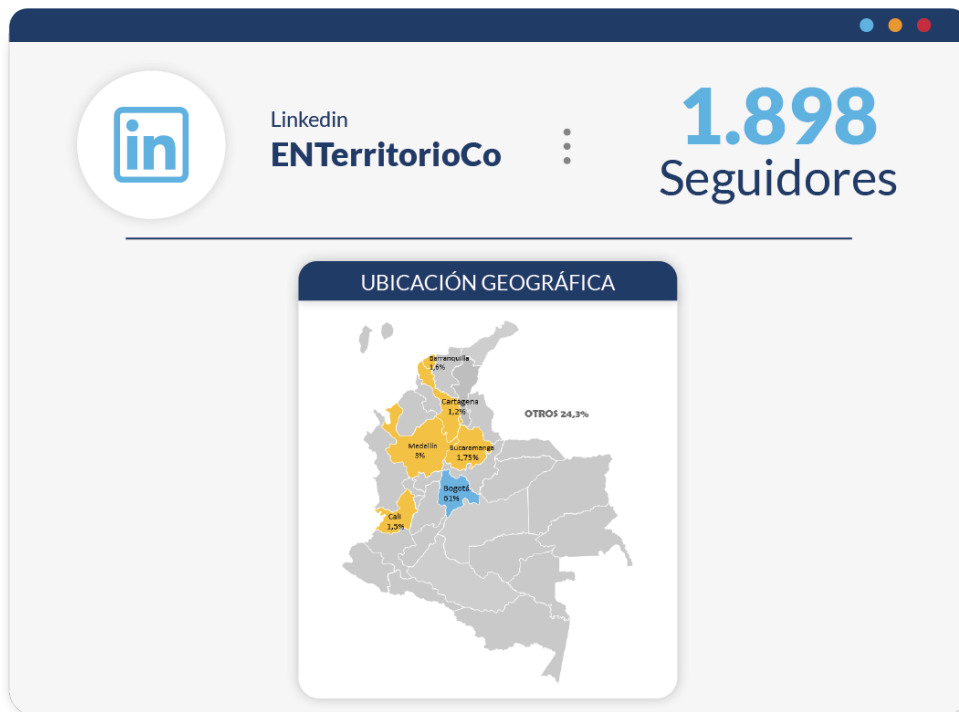 in
Linkedin
ENTerritorioCo
1.898
Seguidores
UBICACIÓN GEOGRÁFICA
Barranquilla
1,6%
Cartagena
1,2%
OTROS 24,3%
Medellín
8%
Bucaramanga
1,75%
Bogotá
61%
Cali
1,5%